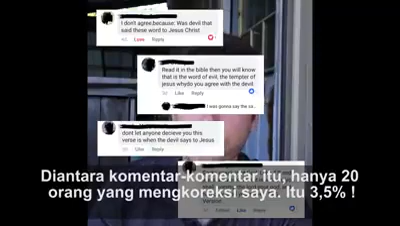 I don't agree,because: Was devil that
said these word to Jesus Christ
Love Reply
Read it in the bible then you will know
that is the word of evil, the tempter of
jesus whydo you agree with the devil
Like Reply
I was gonna say the sa...
dont let anyone decieve you this
verse is when the devil says to Jesus
Like Reply
Diantara komentar-komentar itu, hanya 20
orang yang mengkoreksi saya. Itu 3,5% !
Version
Like Reply